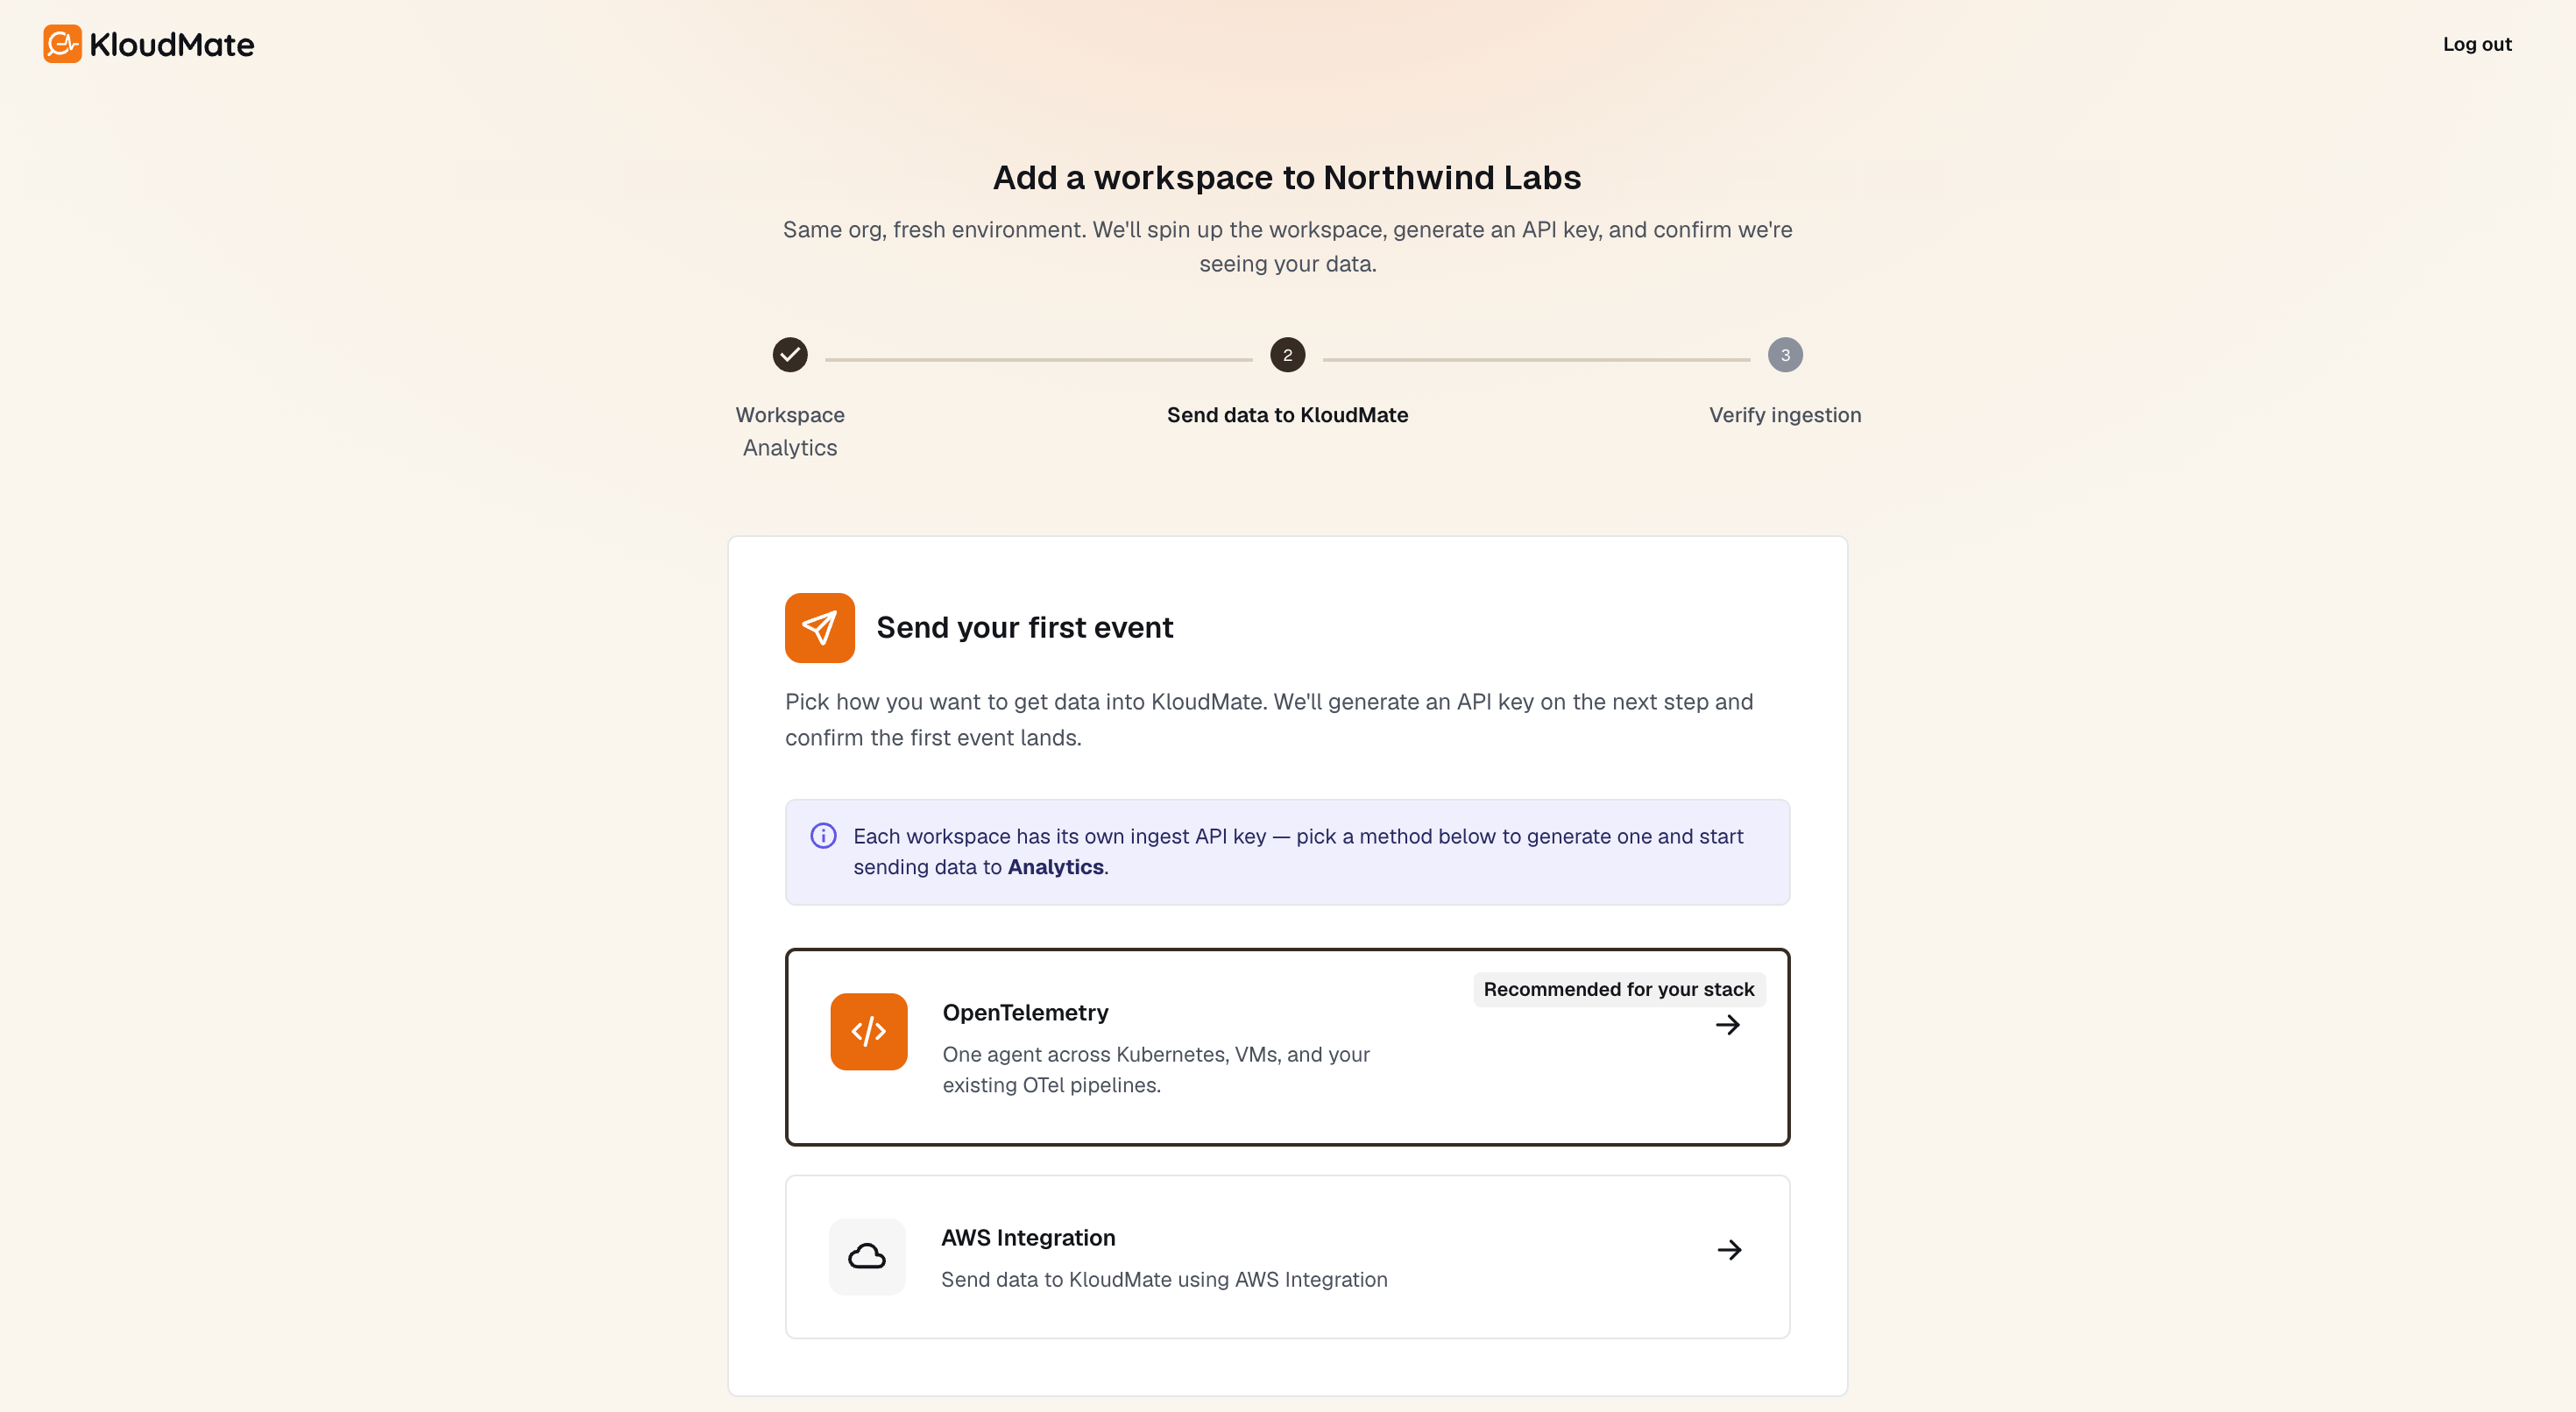 KloudMate
Log out
Add a workspace to Northwind Labs
Same org, fresh environment. We'll spin up the workspace, generate an API key, and confirm we're
seeing your data.
2
3
Workspace
Send data to KloudMate
Verify ingestion
Analytics
Send your first event
Pick how you want to get data into KloudMate. We'll generate an API key on the next step and
confirm the first event lands.
Each workspace has its own ingest API key — pick a method below to generate one and start
sending data to Analytics.
Recommended for your stack
OpenTelemetry
One agent across Kubernetes, VMs, and your
existing OTel pipelines.
AWS Integration
Send data to KloudMate using AWS Integration